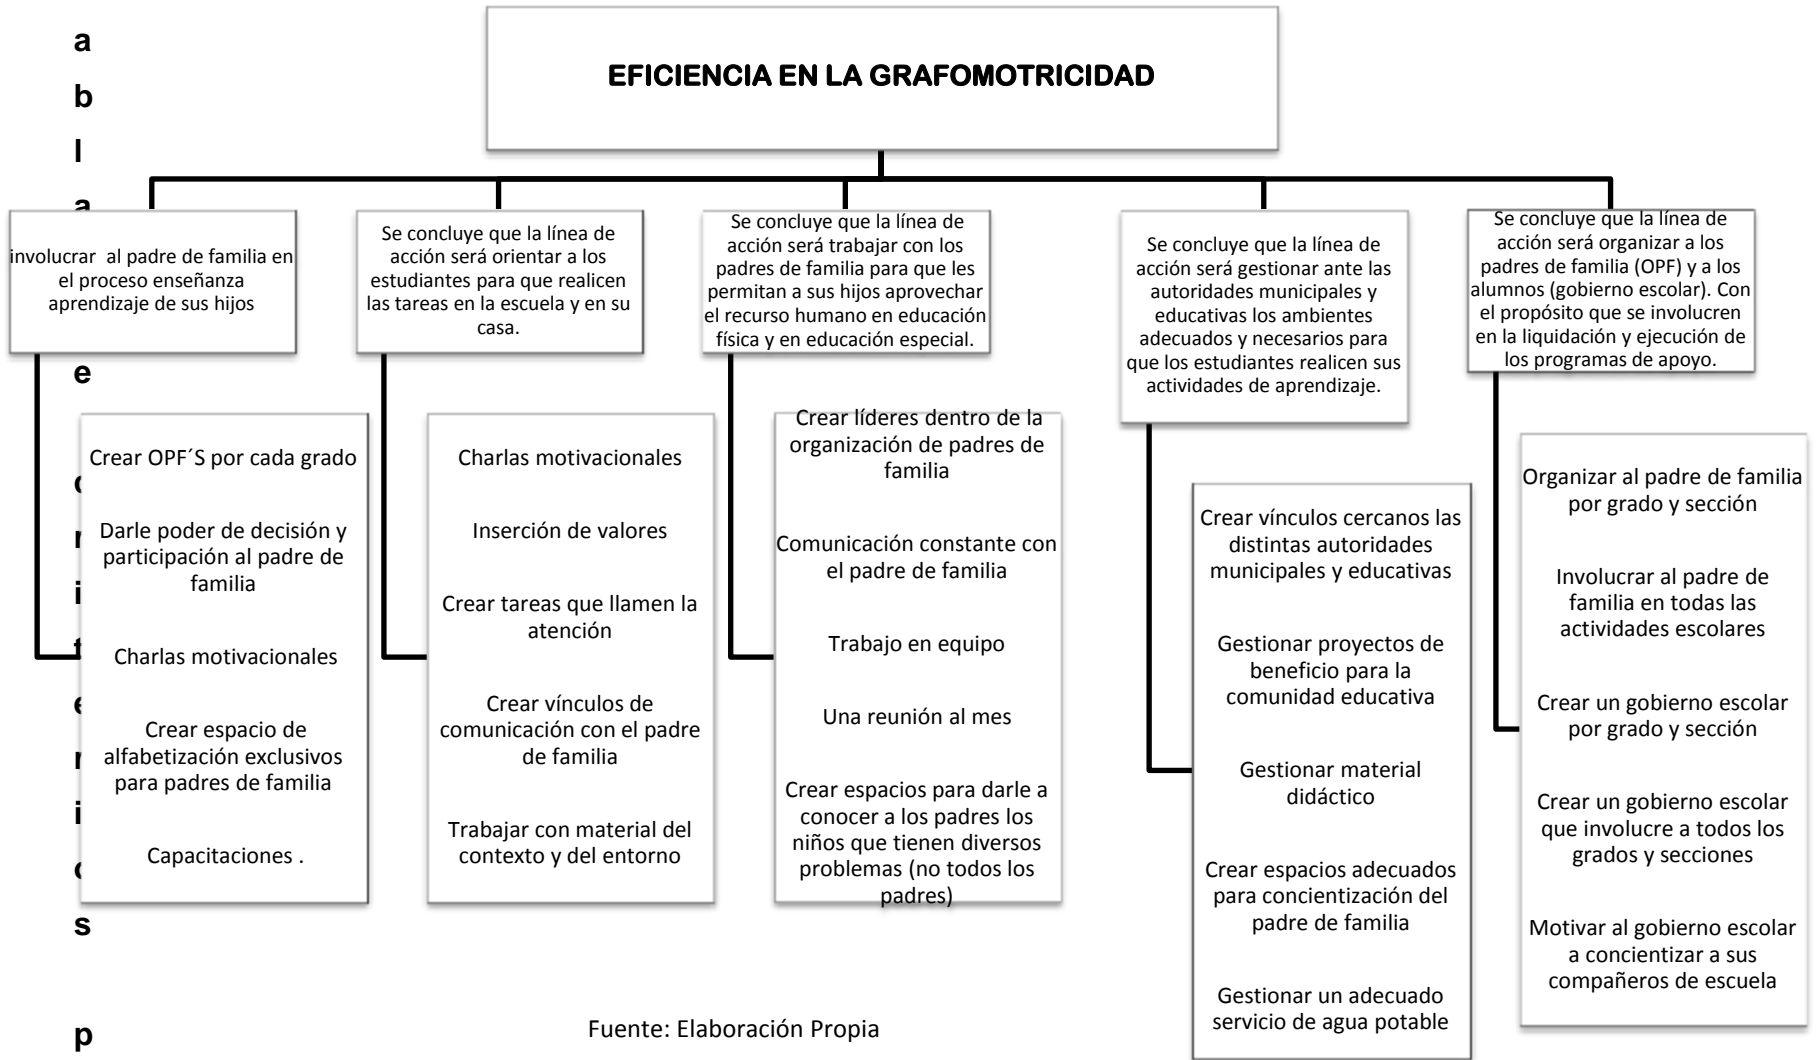 a
b
l
a
e
c
r
i
t
e
r
i
o
s
p
EFICIENCIA EN LA GRAFOMOTRICIDAD
involucrar al padre de familia en
el proceso enseñanza
aprendizaje de sus hijos
Crear OPF´S por cada grado
Darle poder de decisión y
participación al padre de
familia
Charlas motivacionales
Crear espacio de
alfabetización exclusivos
para padres de familia
Capacitaciones .
Se concluye que la línea de
acción será orientar a los
estudiantes para que realicen
las tareas en la escuela y en su
casa.
Charlas motivacionales
Inserción de valores
Crear tareas que llamen la
atención
Crear vínculos de
comunicación con el padre
de familia
Trabajar con material del
contexto y del entorno
Se concluye que la línea de
acción será trabajar con los
padres de familia para que les
permitan a sus hijos aprovechar
el recurso humano en educación
física y en educación especial.
Crear líderes dentro de la
organización de padres de
familia
Comunicación constante con
el padre de familia
Trabajo en equipo
Una reunión al mes
Crear espacios para darle a
conocer a los padres los
niños que tienen diversos
problemas (no todos los
padres)
Se concluye que la línea de
acción será gestionar ante las
autoridades municipales y
educativas los ambientes
adecuados y necesarios para
que los estudiantes realicen sus
actividades de aprendizaje.
Crear vínculos cercanos las
distintas autoridades
municipales y educativas
Gestionar proyectos de
beneficio para la
comunidad educativa
Gestionar material
didáctico
Crear espacios adecuados
para concientización del
padre de familia
Gestionar un adecuado
servicio de agua potable
Se concluye que la línea de
acción será organizar a los
padres de familia (OPF) y a los
alumnos (gobierno escolar). Con
el propósito que se involucren
en la liquidación y ejecución de
los programas de apoyo.
Organizar al padre de familia
por grado y sección
Involucrar al padre de
familia en todas las
actividades escolares
Crear un gobierno escolar
por grado y sección
Crear un gobierno escolar
que involucre a todos los
grados y secciones
Motivar al gobierno escolar
a concientizar a sus
compañeros de escuela
Fuente: Elaboración Propia